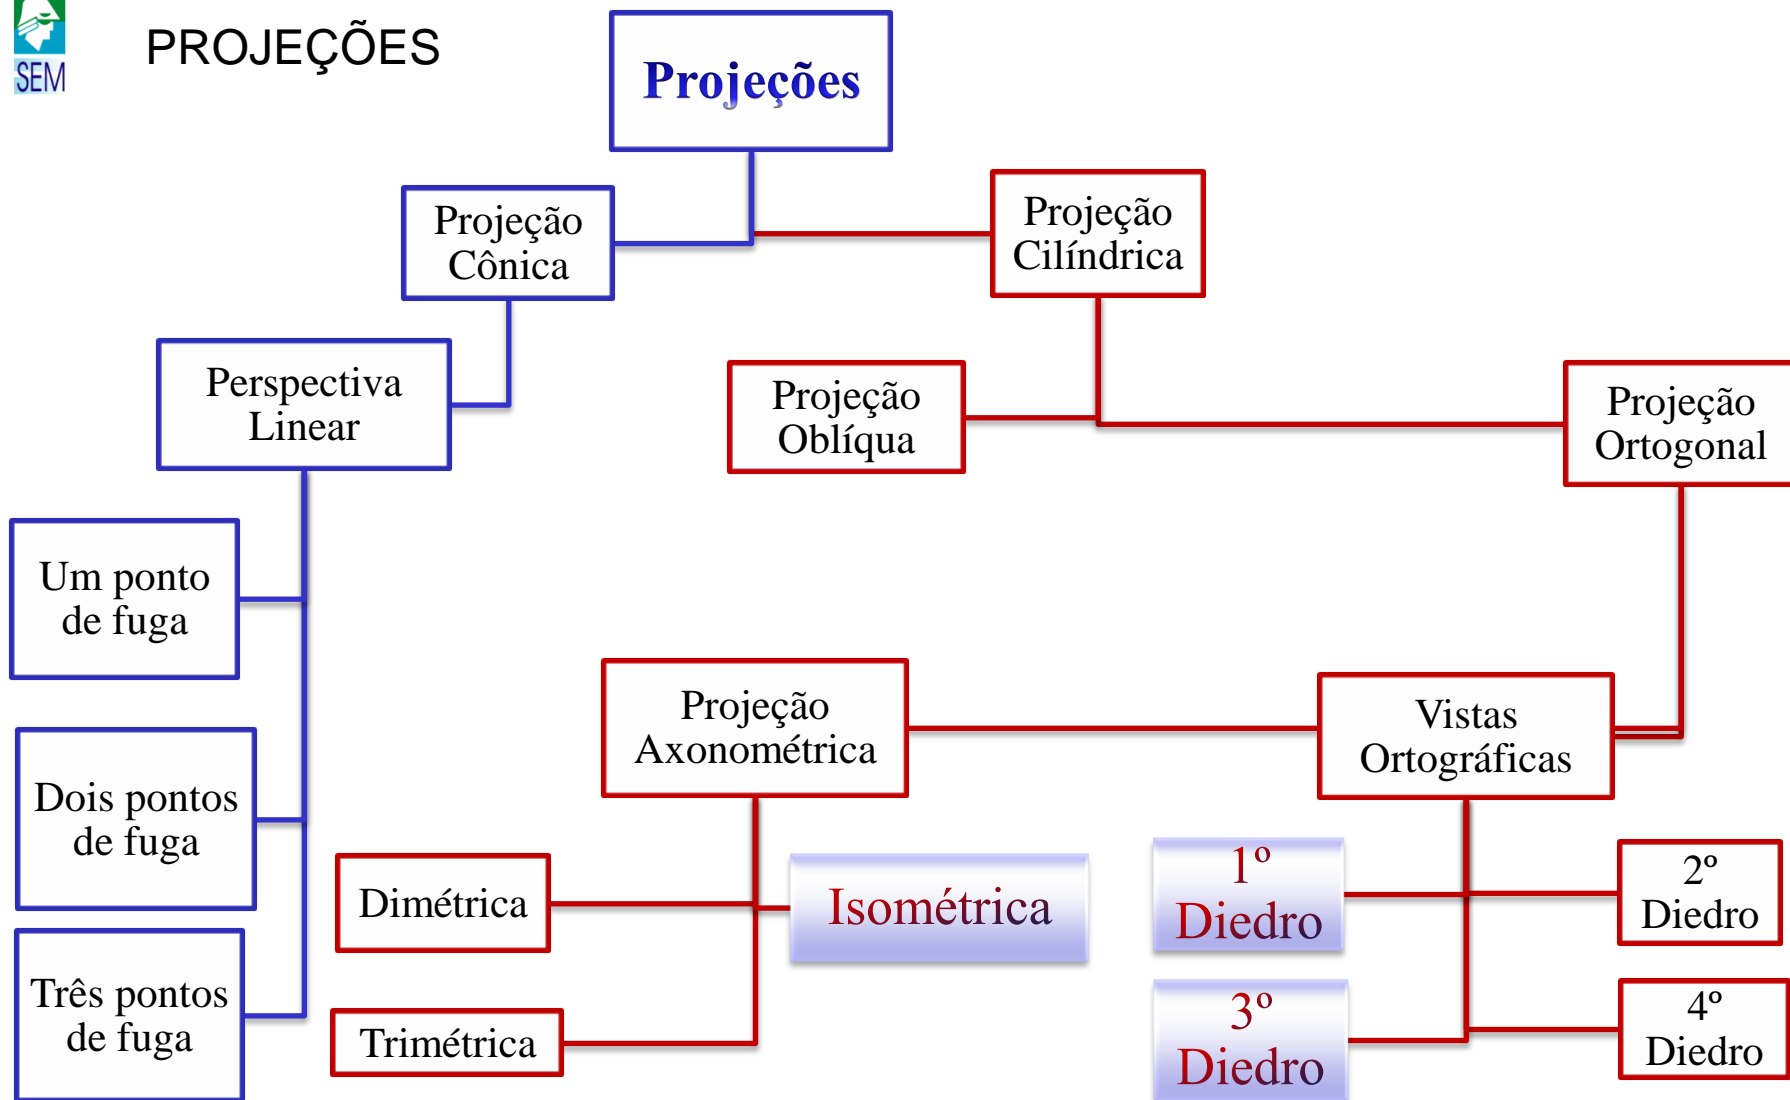 SEM
PROJEÇÕES
Projeções
Projeção
Cônica
Projeção
Cilíndrica
Perspectiva
Linear
Projeção
Oblíqua
Projeção
Ortogonal
Um ponto
de fuga
Dois pontos
de fuga
Três pontos
de fuga
Projeção
Axonométrica
Vistas
Ortográficas
Dimétrica
Isométrica
Trimétrica
1º
Diedro
2º
Diedro
3º
Diedro
4º
Diedro